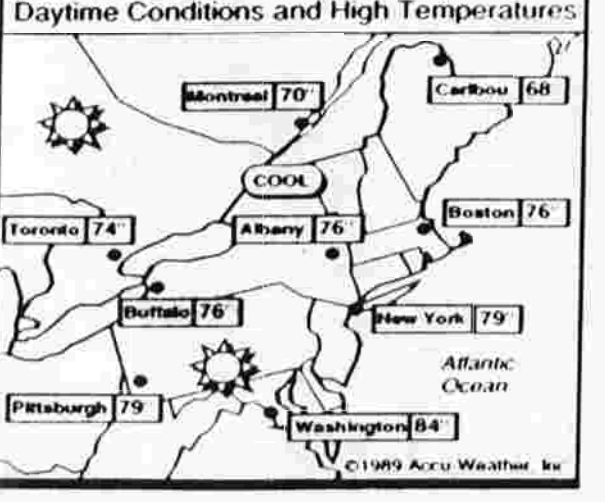 Daytime Conditions and High Temperatures
Montreal 70°
Caribou 68
COOL
Toronto 74°
Albany 76°
Boston 76°
Buffalo 76°
New York 79°
Atlantic
Ocean
Pittsburgh 79
Washington 84°
©1989 Accu-Weather, Inc